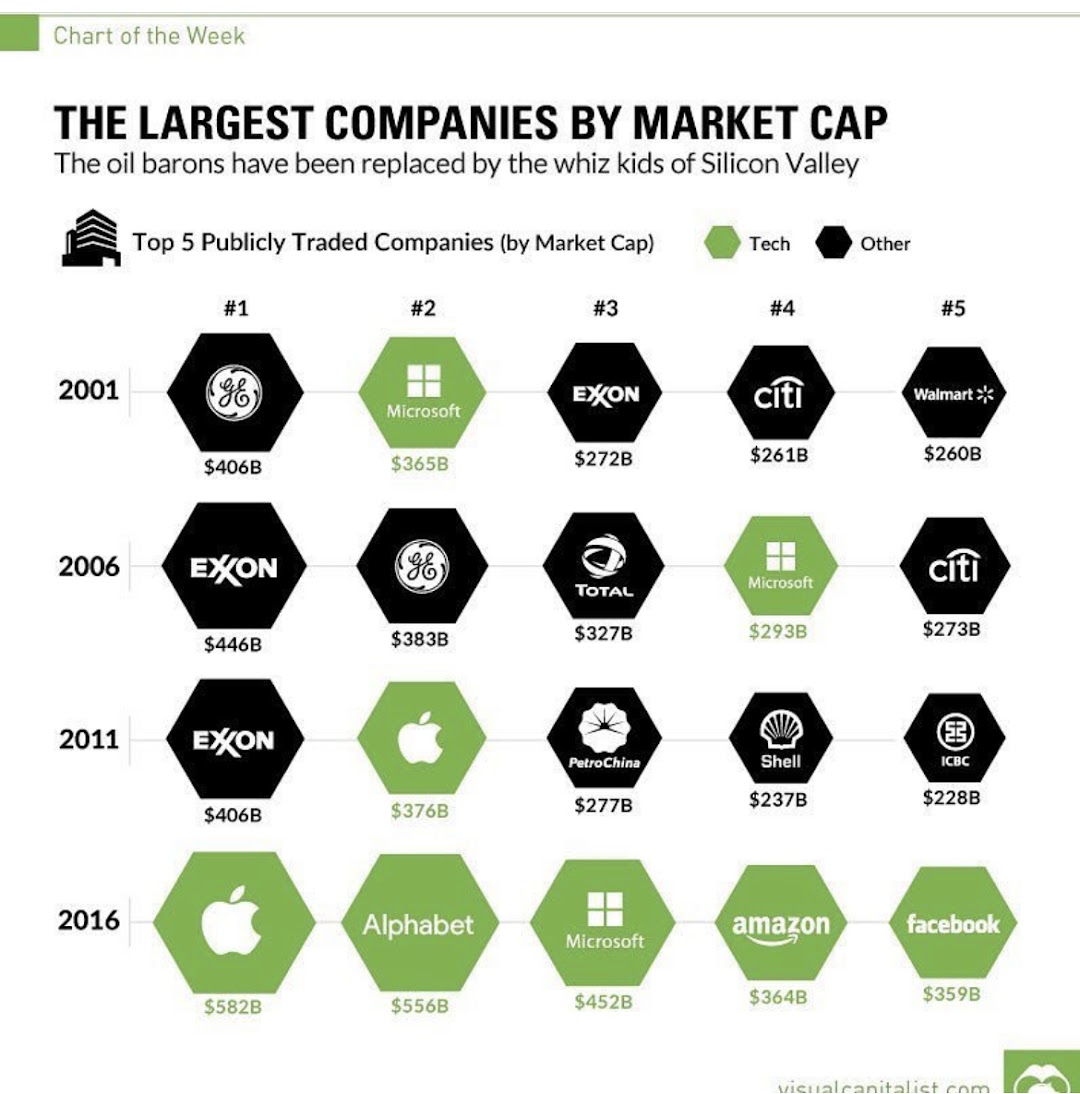 Chart of the Week
THE LARGEST COMPANIES BY MARKET CAP
The oil barons have been replaced by the whiz kids of Silicon Valley
Top 5 Publicly Traded Companies (by Market Cap) Tech Other
#1 #2 #3 #4 #5
2001 GE Microsoft EXXON citi Walmart
$406B $365B $272B $261B $260B
2006 EXXON GE TOTAL Microsoft citi
$446B $383B $327B $293B $273B
2011 EXXON PetroChina Shell ICBC
$406B $376B $277B $237B $228B
2016 Alphabet Microsoft amazon facebook
$582B $556B $452B $364B $359B
visualcapitalist.com